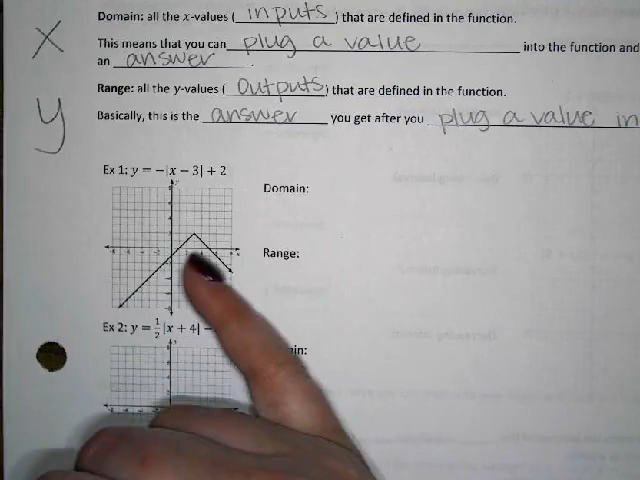 Domain: all the x-values ( inputs ) that are defined in the function.
x
This means that you can plug a value into the function and
an answer .
Range: all the y-values ( outputs ) that are defined in the function.
y
Basically, this is the answer you get after you plug a value in
Ex 1: y = −|x − 3| + 2
Domain:
Range:
Ex 2: y = 1/2|x + 4| −
in: